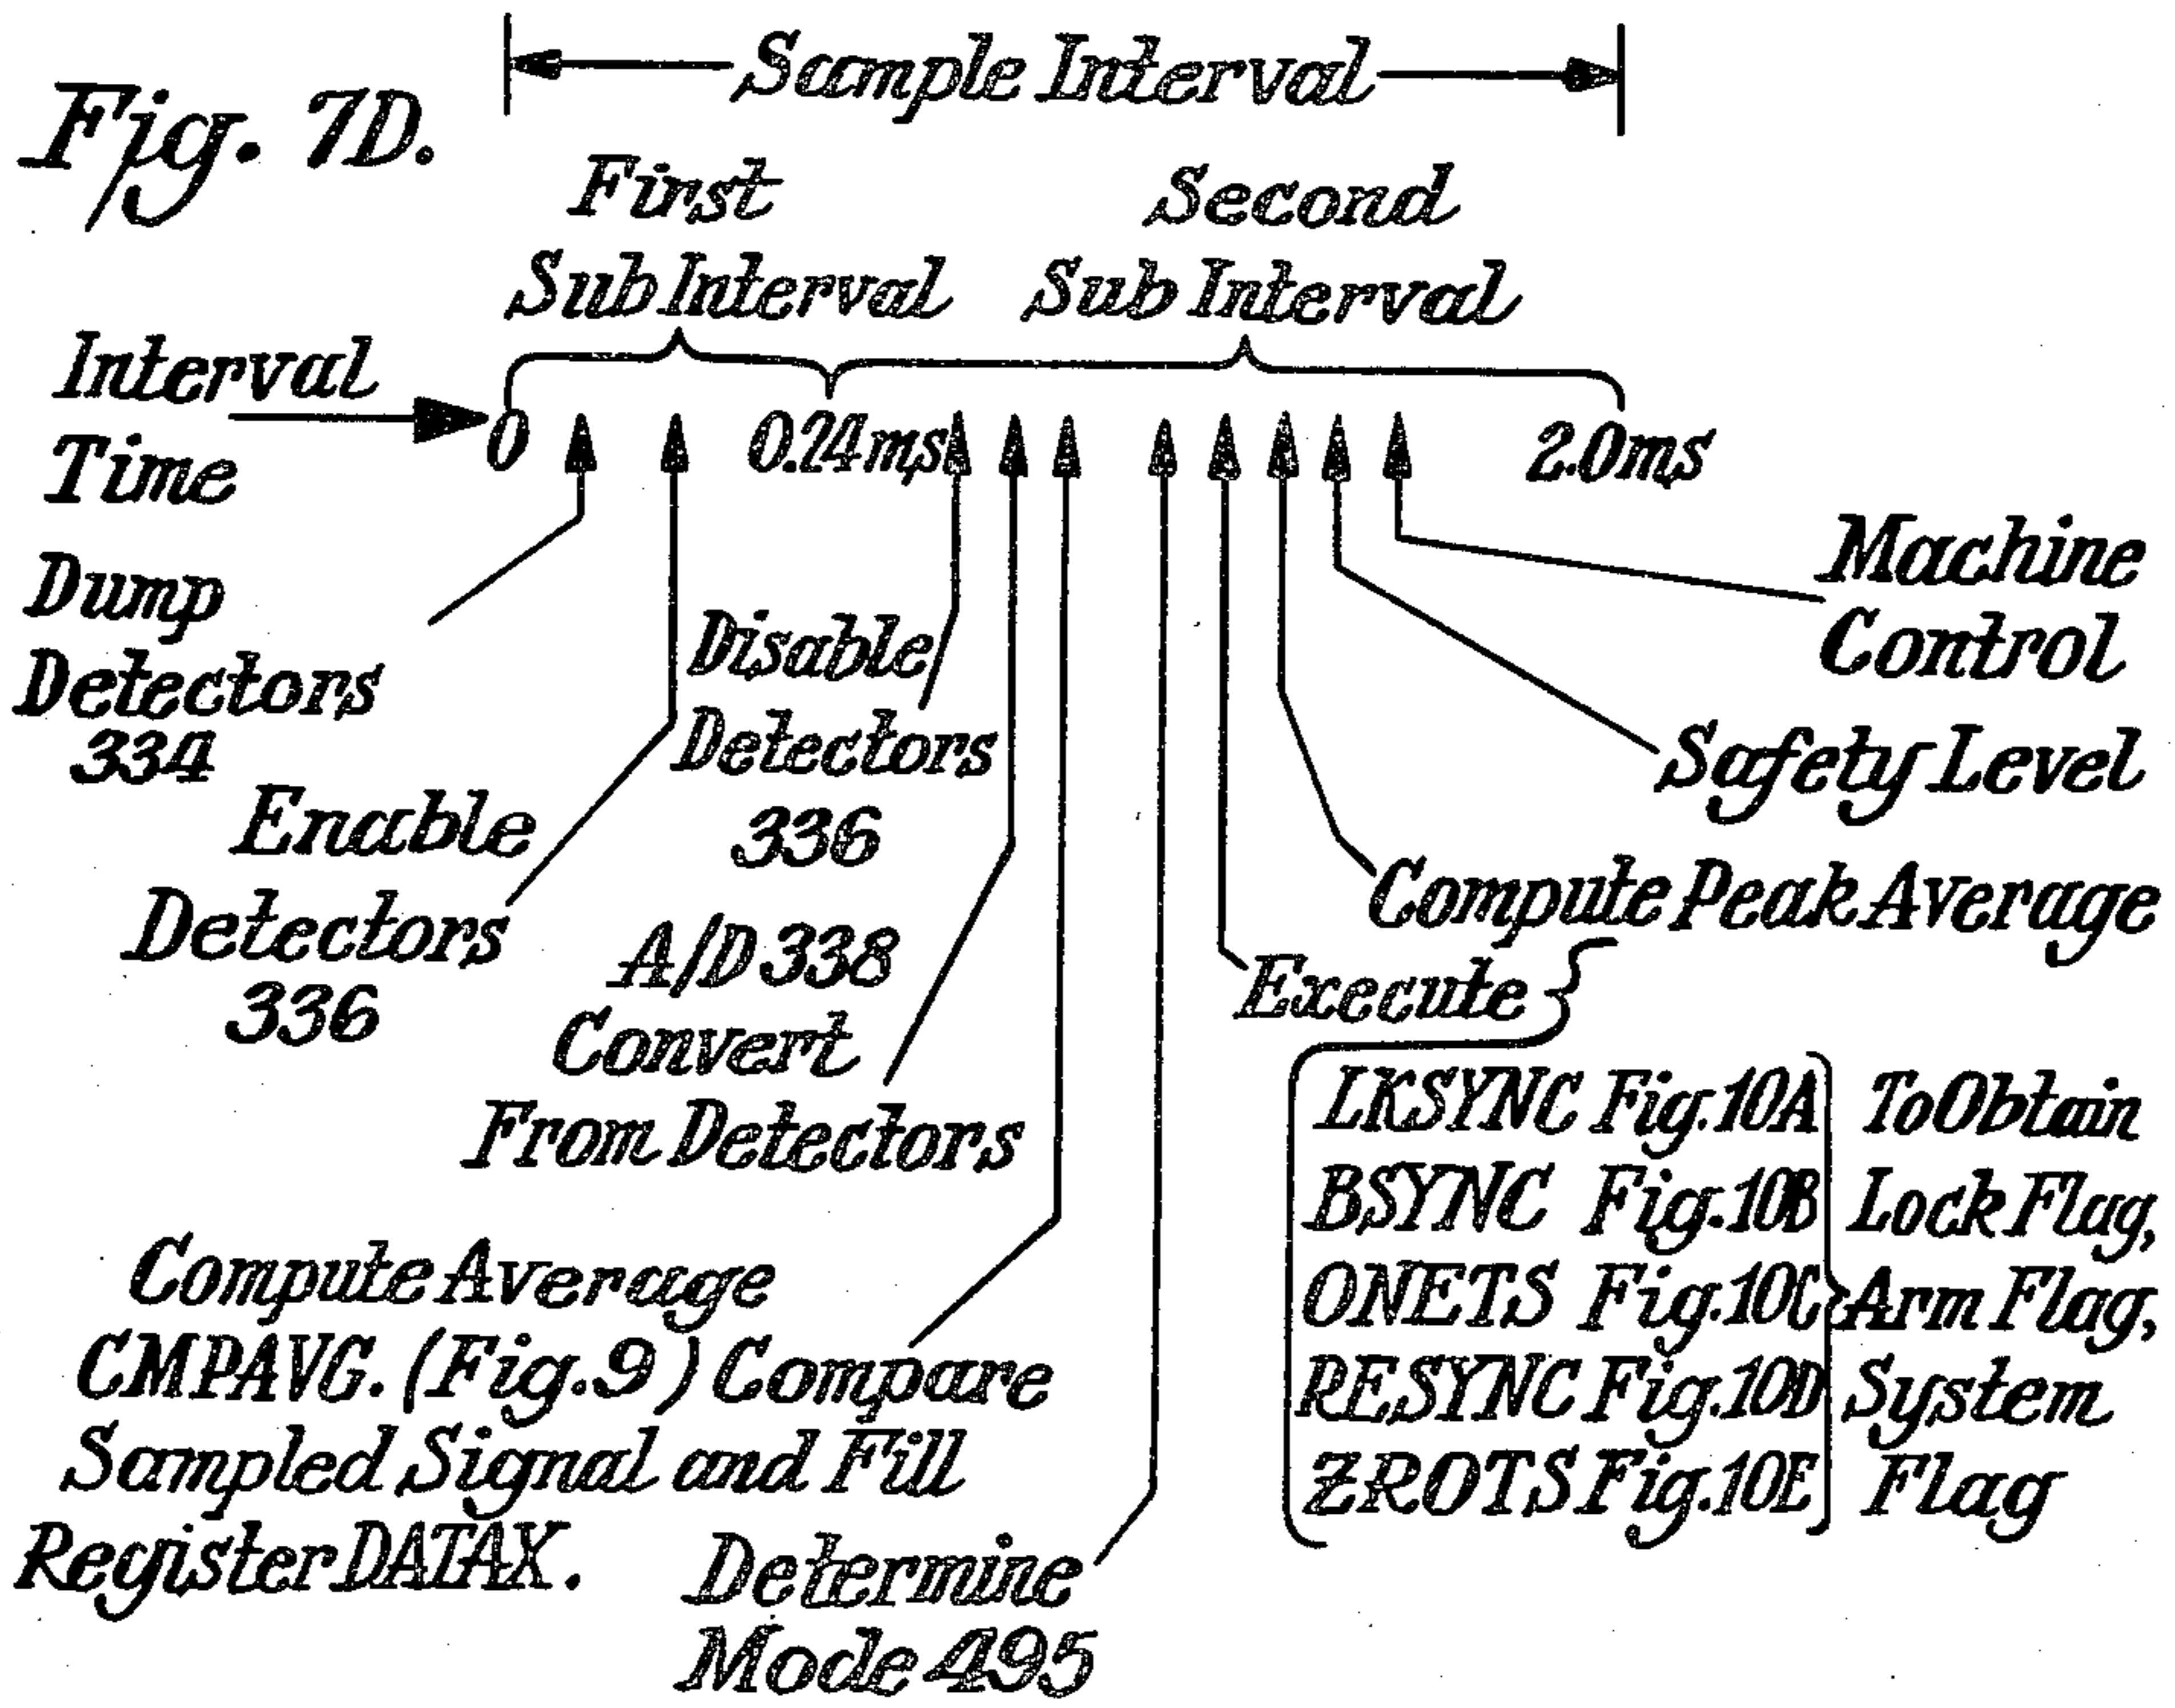 Fig. 7D.
Sample Interval
First
Sub Interval
Second
Sub Interval
Interval
Time
0
0.24ms
2.0ms
Dump
Detectors
334
Enable
Detectors
336
Disable
Detectors
336
A/D 338
Convert
From Detectors
Compute Average
CMPAVG. (Fig.9) Compare
Sampled Signal and Fill
Register DATAX.
Determine
Mode 495
Machine
Control
Safety Level
Compute Peak Average
Execute
LKSYNC Fig.10A
BSYNC Fig.10B
ONETS Fig.10C
RESYNC Fig.10D
ZROTS Fig.10E
To Obtain
Lock Flag,
Arm Flag,
System
Flag